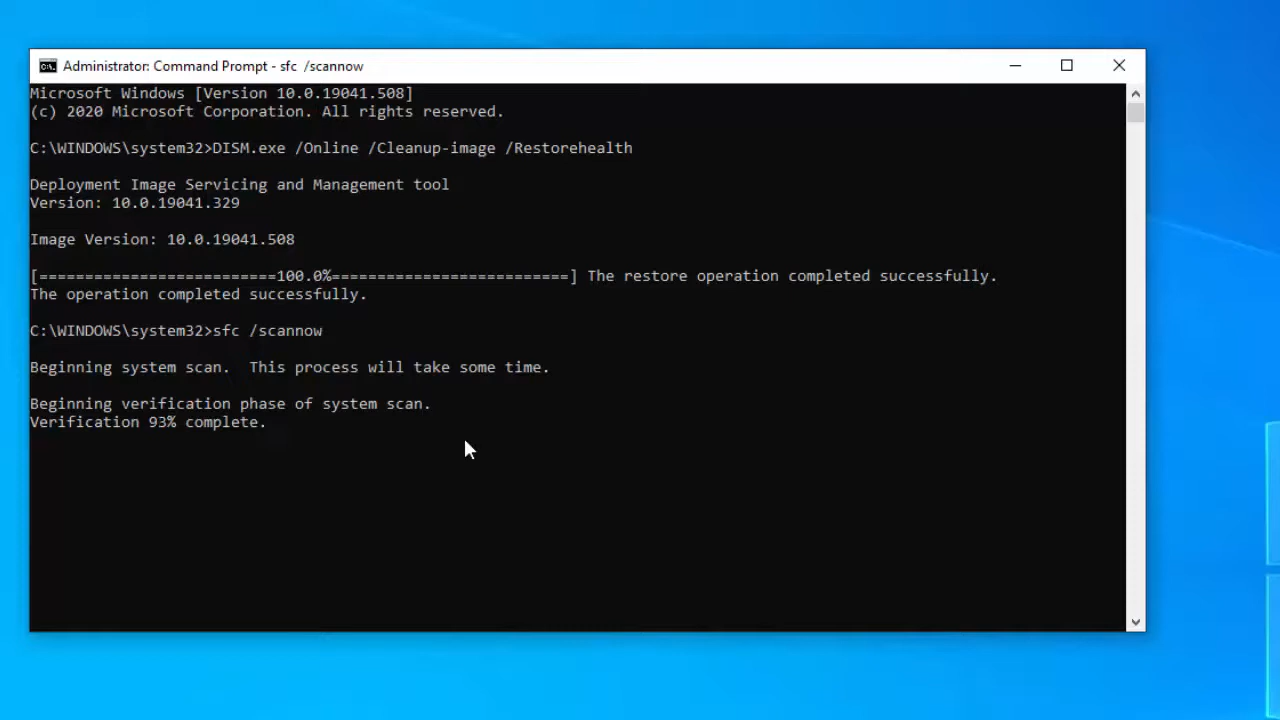 Administrator: Command Prompt - sfc  /scannow
Microsoft Windows [Version 10.0.19041.508]
(c) 2020 Microsoft Corporation. All rights reserved.
C:\WINDOWS\system32>DISM.exe /Online /Cleanup-image /Restorehealth
Deployment Image Servicing and Management tool
Version: 10.0.19041.329
Image Version: 10.0.19041.508
[==========================100.0%==========================] The restore operation completed successfully.
The operation completed successfully.
C:\WINDOWS\system32>sfc /scannow
Beginning system scan.  This process will take some time.
Beginning verification phase of system scan.
Verification 93% complete.